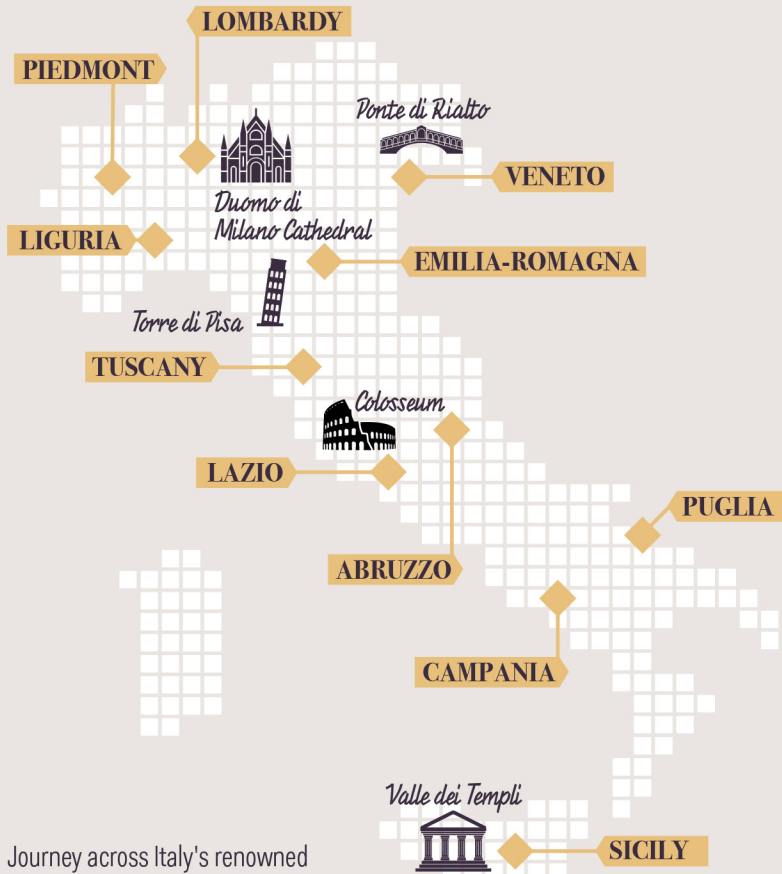 LOMBARDY
PIEDMONT
Ponte di Rialto
VENETO
Duomo di
Milano Cathedral
LIGURIA
EMILIA-ROMAGNA
Torre di Pisa
TUSCANY
Colosseum
LAZIO
PUGLIA
ABRUZZO
CAMPANIA
Valle dei Templi
SICILY
Journey across Italy's renowned